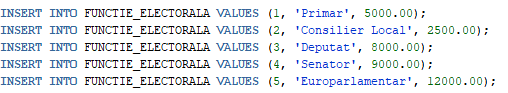 INSERT INTO FUNCTIE_ELECTORALA VALUES (1, 'Primar', 5000.00);
INSERT INTO FUNCTIE_ELECTORALA VALUES (2, 'Consilier Local', 2500.00);
INSERT INTO FUNCTIE_ELECTORALA VALUES (3, 'Deputat', 8000.00);
INSERT INTO FUNCTIE_ELECTORALA VALUES (4, 'Senator', 9000.00);
INSERT INTO FUNCTIE_ELECTORALA VALUES (5, 'Europarlamentar', 12000.00);